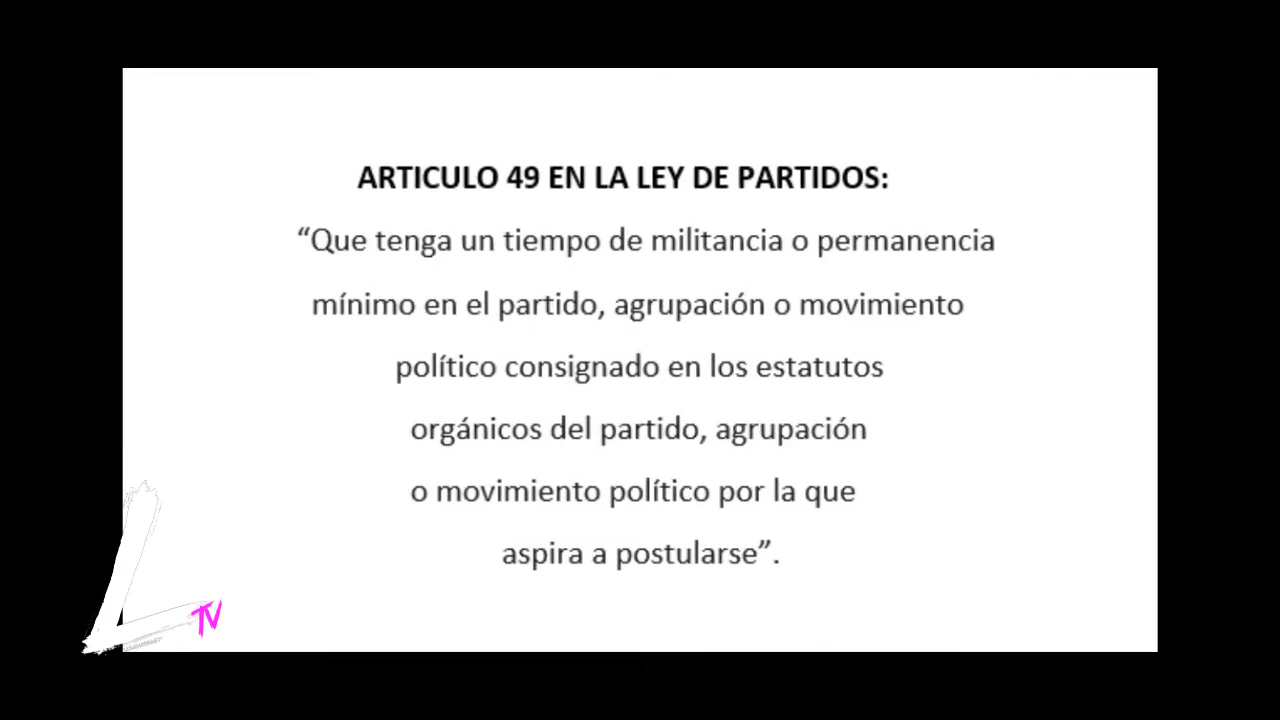 ARTICULO 49 EN LA LEY DE PARTIDOS:
“Que tenga un tiempo de militancia o permanencia
mínimo en el partido, agrupación o movimiento
político consignado en los estatutos
orgánicos del partido, agrupación
o movimiento político por la que
aspira a postularse”.
L TV